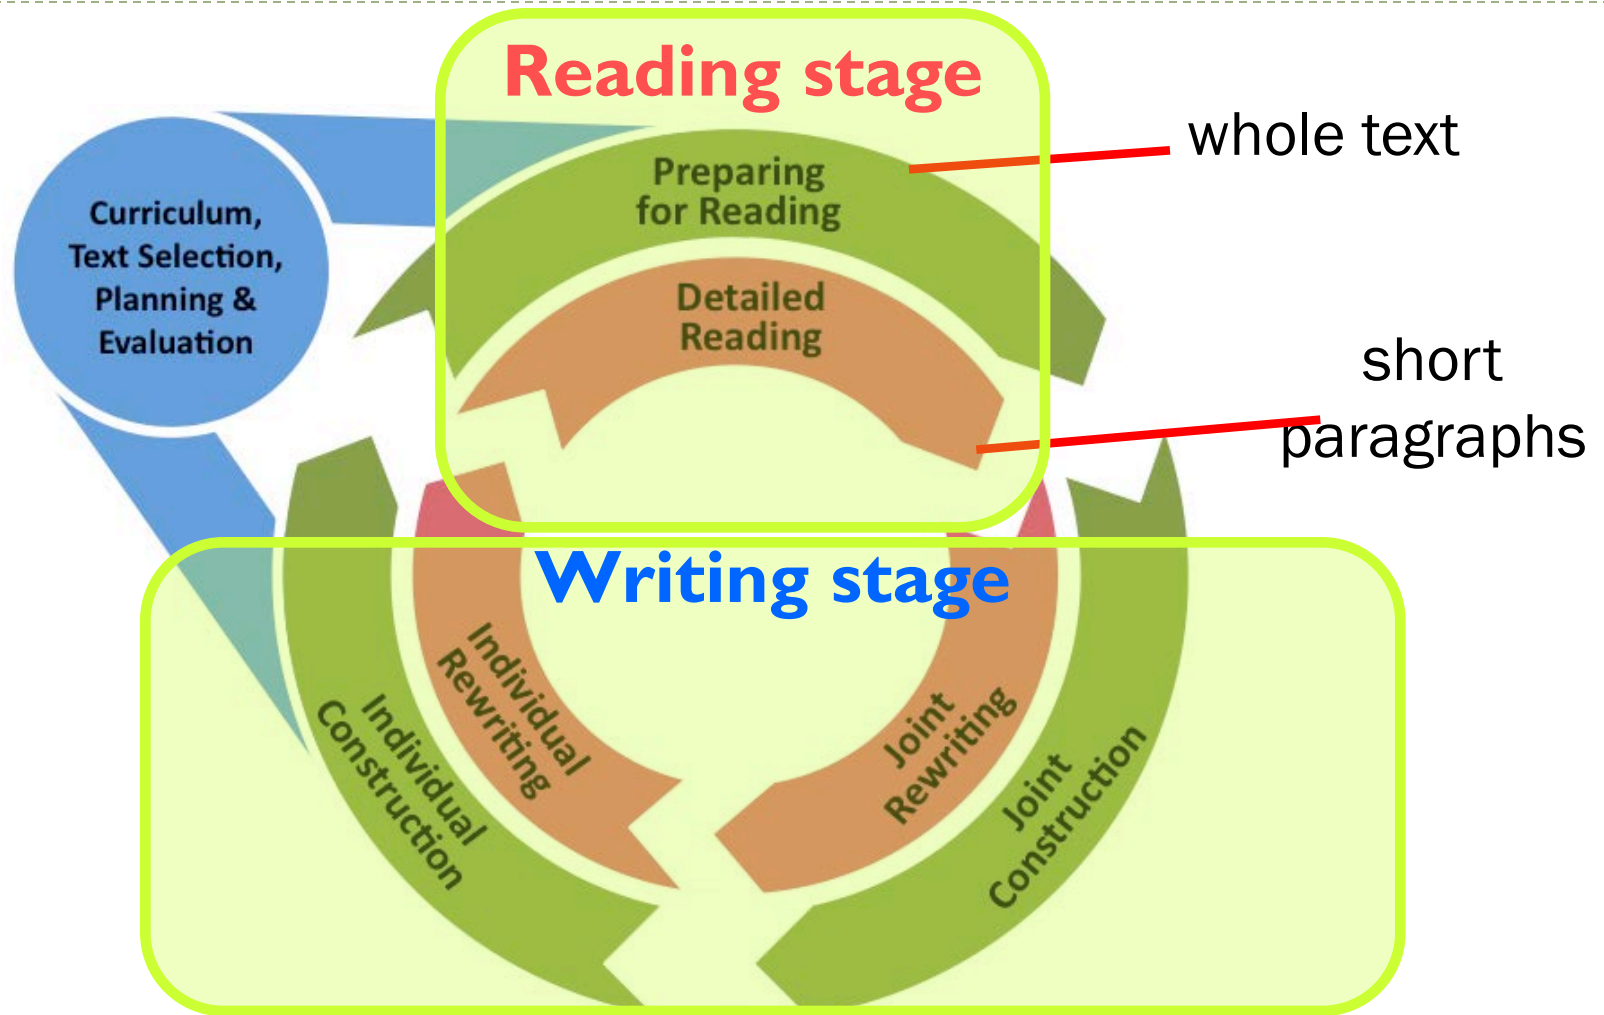 Reading stage
whole text
Preparing
for Reading
Curriculum,
Text Selection,
Planning &
Evaluation
Detailed
Reading
short
paragraphs
Writing stage
Individual
Rewriting
Individual
Construction
Joint
Rewriting
Joint
Construction